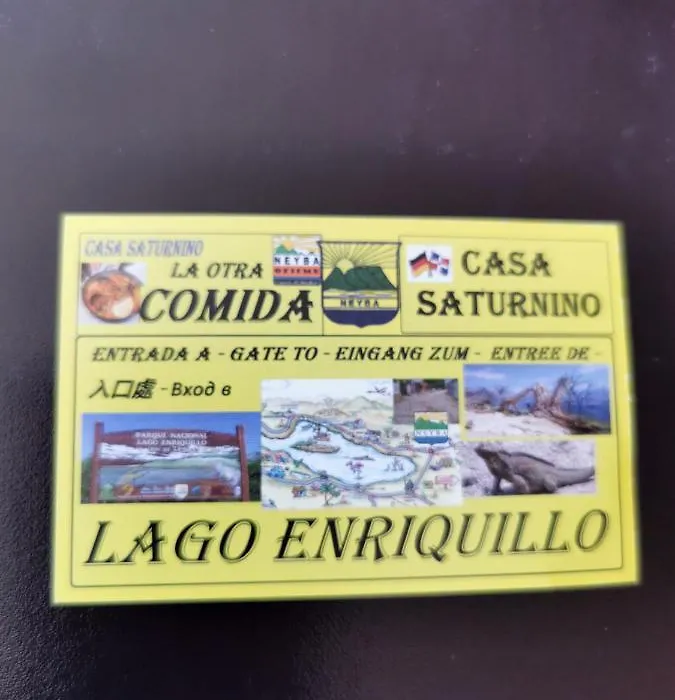 CASA SATURNINO
LA OTRA
COMIDA
NEYBA
NEYBA
CASA
SATURNINO
ENTRADA A - GATE TO - EINGANG ZUM - ENTREE DE -
入口處 - Вход в
PARQUE NACIONAL
LAGO ENRIQUILLO
NEYBA
LAGO ENRIQUILLO